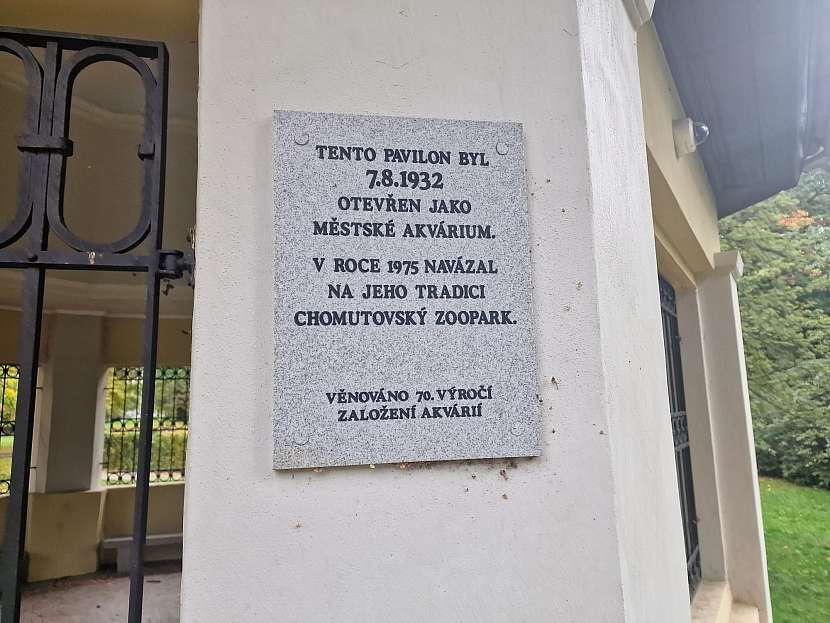 TENTO PAVILON BYL
7.8.1932
OTEVŘEN JAKO
MĚSTSKÉ AKVÁRIUM.
V ROCE 1975 NAVÁZAL
NA JEHO TRADICI
CHOMUTOVSKÝ ZOOPARK.
VĚNOVÁNO 70. VÝROČÍ
ZALOŽENÍ AKVÁRIÍ